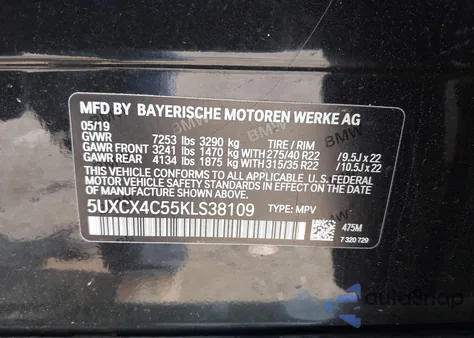 MFD BY BAYERISCHE MOTOREN WERKE AG
05/19
GVWR 7253 lbs 3290 kg TIRE / RIM
GAWR FRONT 3241 lbs 1470 kg WITH 275/40 R22 / 9.5J x 22
GAWR REAR 4134 lbs 1875 kg WITH 315/35 R22 / 10.5J x 22
THIS VEHICLE CONFORMS TO ALL APPLICABLE U.S. FEDERAL
MOTOR VEHICLE SAFETY STANDARDS IN EFFECT ON THE DATE
OF MANUFACTURE SHOWN ABOVE.
5UXCX4C55KLS38109 TYPE: MPV
475M
7 320 729
autosnap